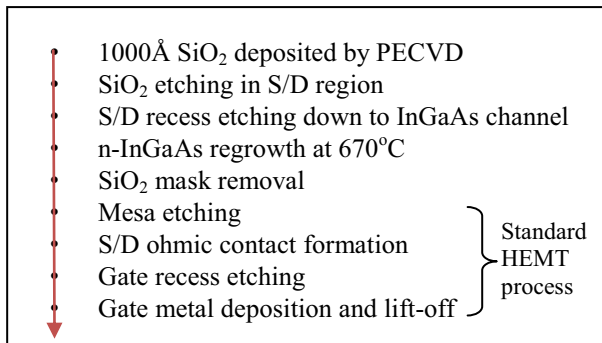 1000Å SiO₂ deposited by PECVD
SiO₂ etching in S/D region
S/D recess etching down to InGaAs channel
n-InGaAs regrowth at 670°C
SiO₂ mask removal
Mesa etching
S/D ohmic contact formation
Gate recess etching
Gate metal deposition and lift-off
Standard
HEMT
process